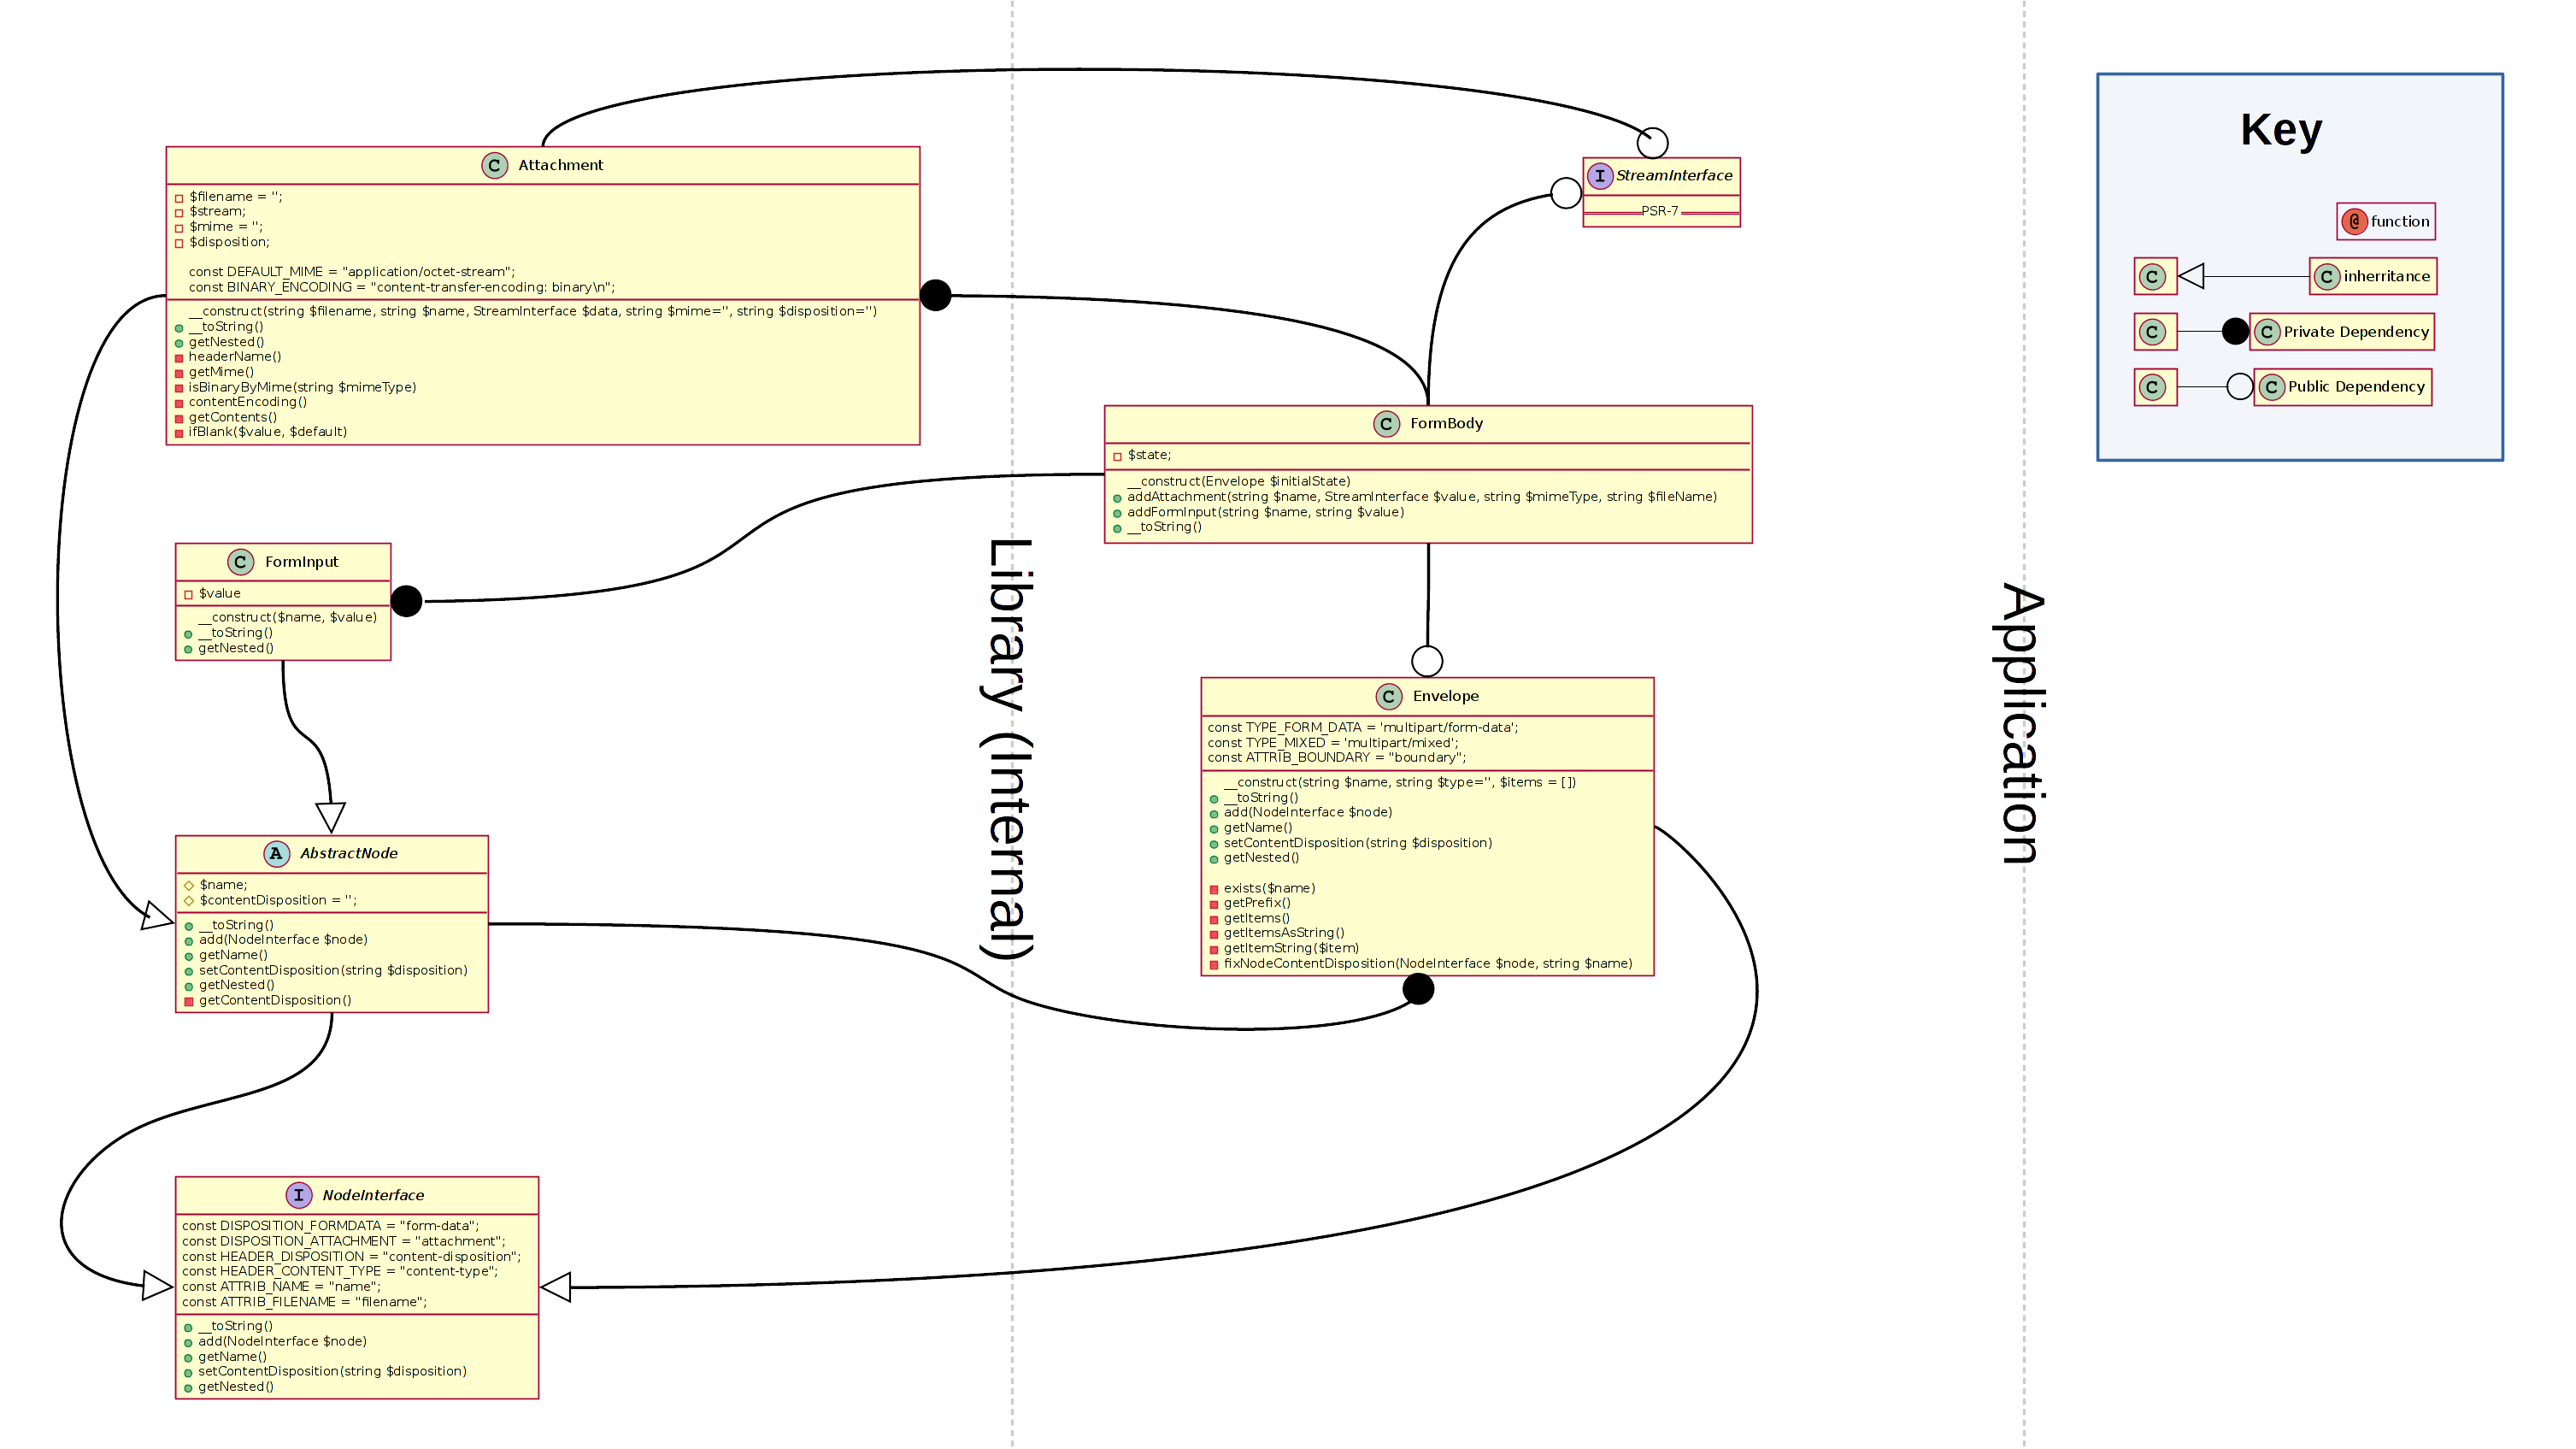 C Attachment
$filename = '';
$stream;
$mime = '';
$disposition;
const DEFAULT_MIME = "application/octet-stream";
const BINARY_ENCODING = "content-transfer-encoding: binary\n";
__construct(string $filename, string $name, StreamInterface $data, string $mime='', string $disposition='')
__toString()
getNested()
headerName()
getMime()
isBinaryByMime(string $mimeType)
contentEncoding()
getContents()
ifBlank($value, $default)
I StreamInterface
PSR-7
C FormBody
$state;
__construct(Envelope $initialState)
addAttachment(string $name, StreamInterface $value, string $mimeType, string $fileName)
addFormInput(string $name, string $value)
__toString()
C FormInput
$value
__construct($name, $value)
__toString()
getNested()
C Envelope
const TYPE_FORM_DATA = 'multipart/form-data';
const TYPE_MIXED = 'multipart/mixed';
const ATTRIB_BOUNDARY = "boundary";
__construct(string $name, string $type='', $items = [])
__toString()
add(NodeInterface $node)
getName()
setContentDisposition(string $disposition)
getNested()
exists($name)
getPrefix()
getItems()
getItemsAsString()
getItemString($item)
fixNodeContentDisposition(NodeInterface $node, string $name)
A AbstractNode
$name;
$contentDisposition = '';
__toString()
add(NodeInterface $node)
getName()
setContentDisposition(string $disposition)
getNested()
getContentDisposition()
I NodeInterface
const DISPOSITION_FORMDATA = "form-data";
const DISPOSITION_ATTACHMENT = "attachment";
const HEADER_DISPOSITION = "content-disposition";
const HEADER_CONTENT_TYPE = "content-type";
const ATTRIB_NAME = "name";
const ATTRIB_FILENAME = "filename";
__toString()
add(NodeInterface $node)
getName()
setContentDisposition(string $disposition)
getNested()
Library (Internal)
Application
Key
@ function
C C inherritance
C C Private Dependency
C C Public Dependency